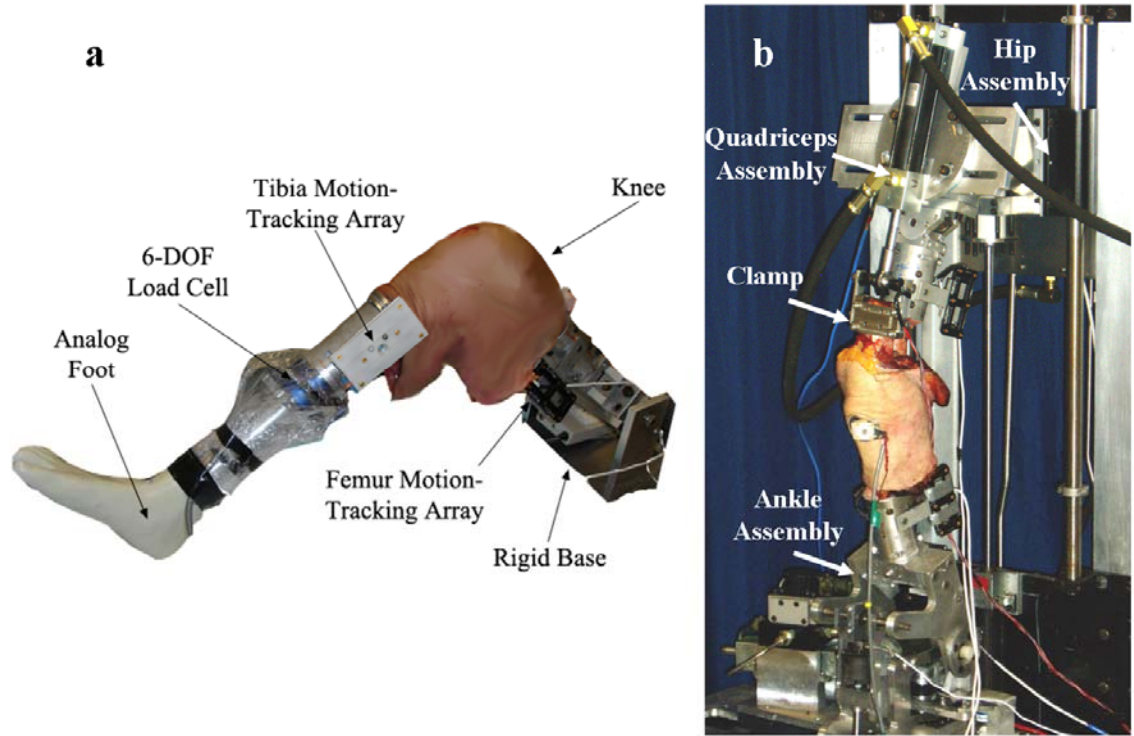 a
Tibia Motion-
Tracking Array
Knee
6-DOF
Load Cell
Analog
Foot
Femur Motion-
Tracking Array
Rigid Base
b
Hip
Assembly
Quadriceps
Assembly
Clamp
Ankle
Assembly